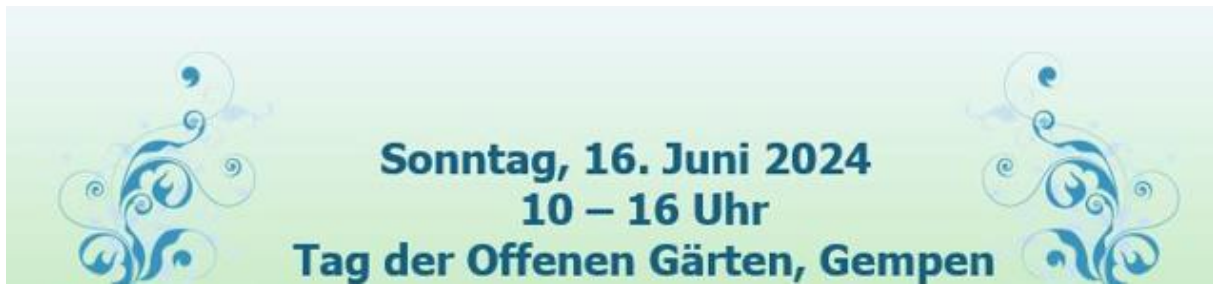 Sonntag, 16. Juni 2024
10 – 16 Uhr
Tag der Offenen Gärten, Gempen